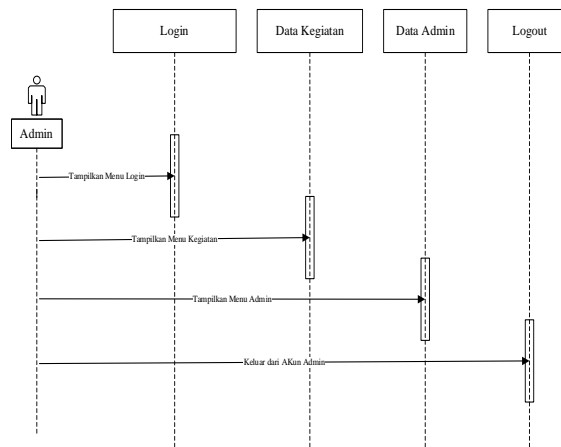 Login
Data Kegiatan
Data Admin
Logout
Admin
Tampilkan Menu Login
Tampilkan Menu Kegiatan
Tampilkan Menu Admin
Keluar dari AKun Admin